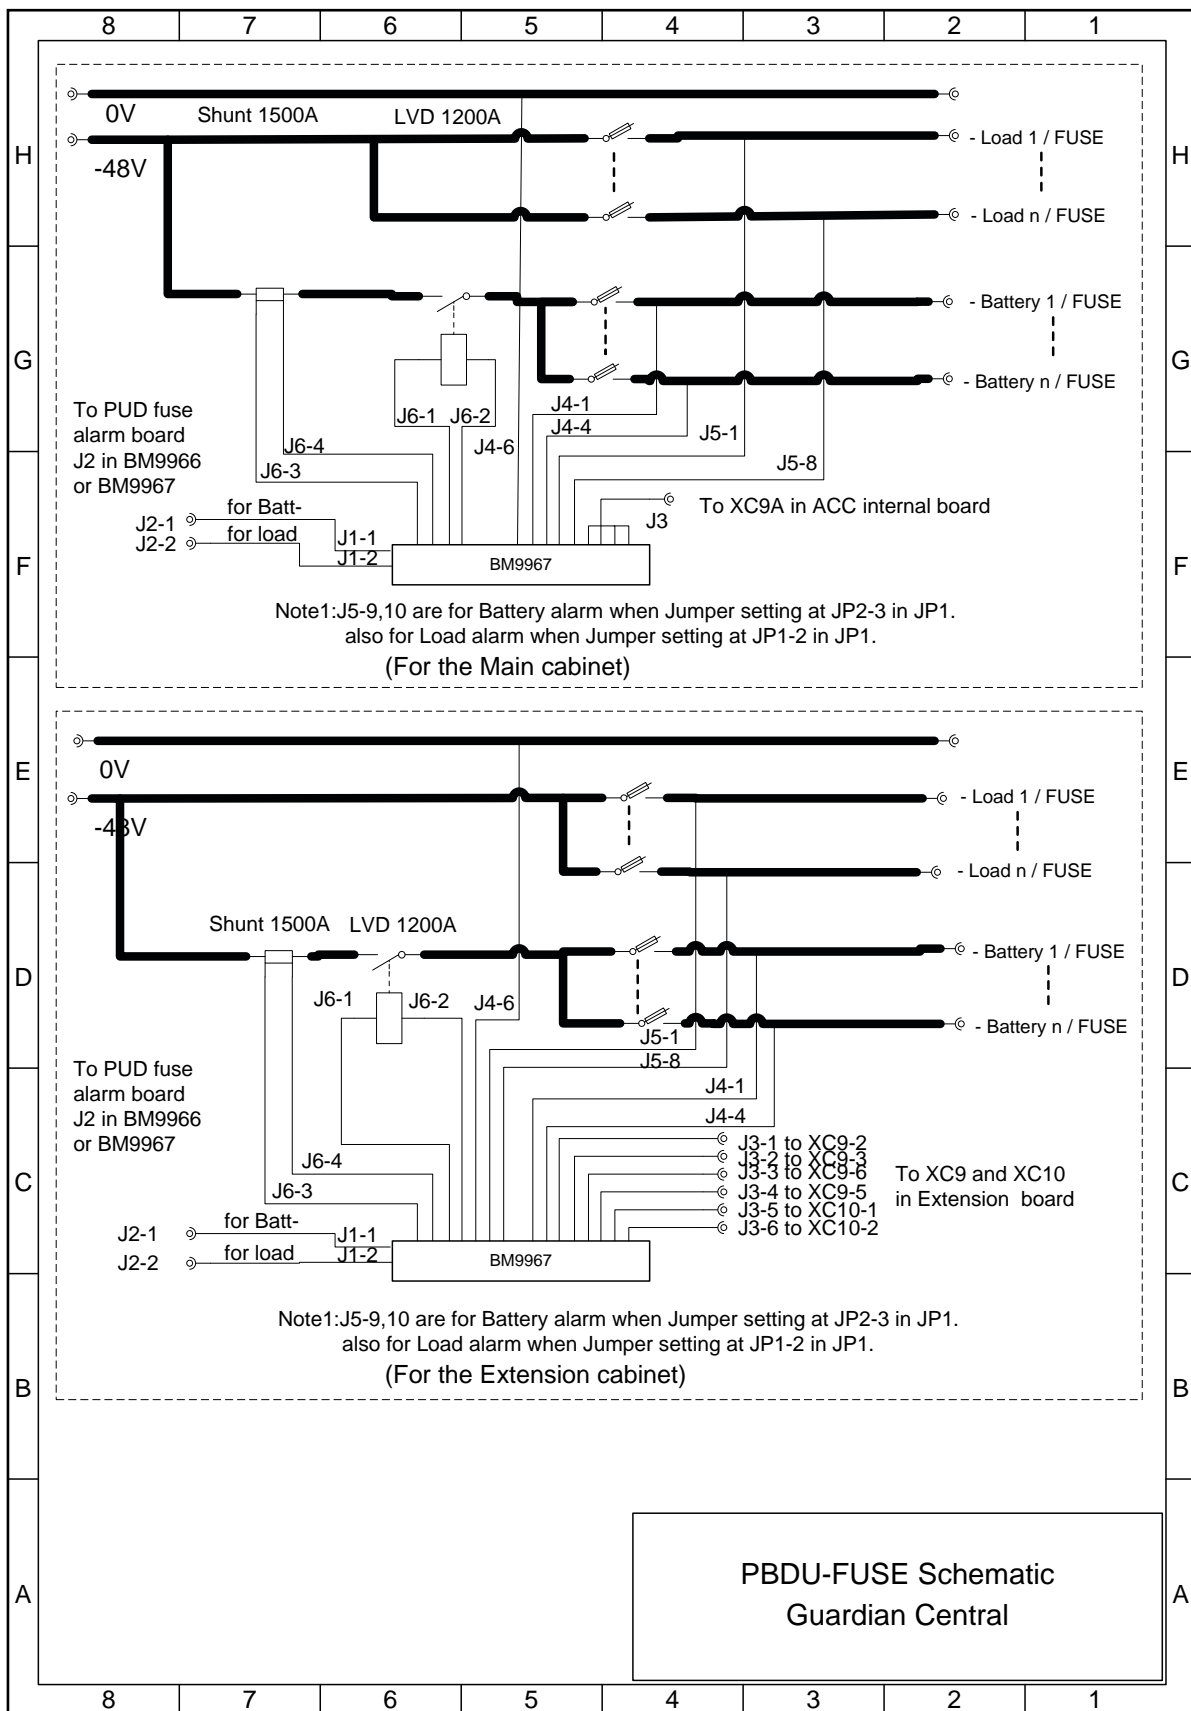 8 7 6 5 4 3 2 1
0V
Shunt 1500A LVD 1200A
-48V
H H
- Load 1 / FUSE
- Load n / FUSE
- Battery 1 / FUSE
G G
- Battery n / FUSE
To PUD fuse
alarm board
J2 in BM9966
or BM9967
J6-1 J6-2 J4-6
J4-1
J4-4
J5-1
J6-4
J6-3
J5-8
for Batt-
J2-1
for load
J2-2
J1-1
J1-2
J3
To XC9A in ACC internal board
BM9967
F F
Note1:J5-9,10 are for Battery alarm when Jumper setting at JP2-3 in JP1.
also for Load alarm when Jumper setting at JP1-2 in JP1.
(For the Main cabinet)
E E
0V
-48V
- Load 1 / FUSE
- Load n / FUSE
Shunt 1500A LVD 1200A
- Battery 1 / FUSE
D D
- Battery n / FUSE
J6-1 J6-2 J4-6
J5-1
J5-8
To PUD fuse
alarm board
J2 in BM9966
or BM9967
J4-1
J4-4
J3-1 to XC9-2
J3-2 to XC9-3
J3-3 to XC9-6
J3-4 to XC9-5
J3-5 to XC10-1
J3-6 to XC10-2
To XC9 and XC10
in Extension board
C C
J6-4
J6-3
for Batt-
J2-1
for load
J2-2
J1-1
J1-2
BM9967
Note1:J5-9,10 are for Battery alarm when Jumper setting at JP2-3 in JP1.
also for Load alarm when Jumper setting at JP1-2 in JP1.
(For the Extension cabinet)
B B
A A
PBDU-FUSE Schematic
Guardian Central
8 7 6 5 4 3 2 1